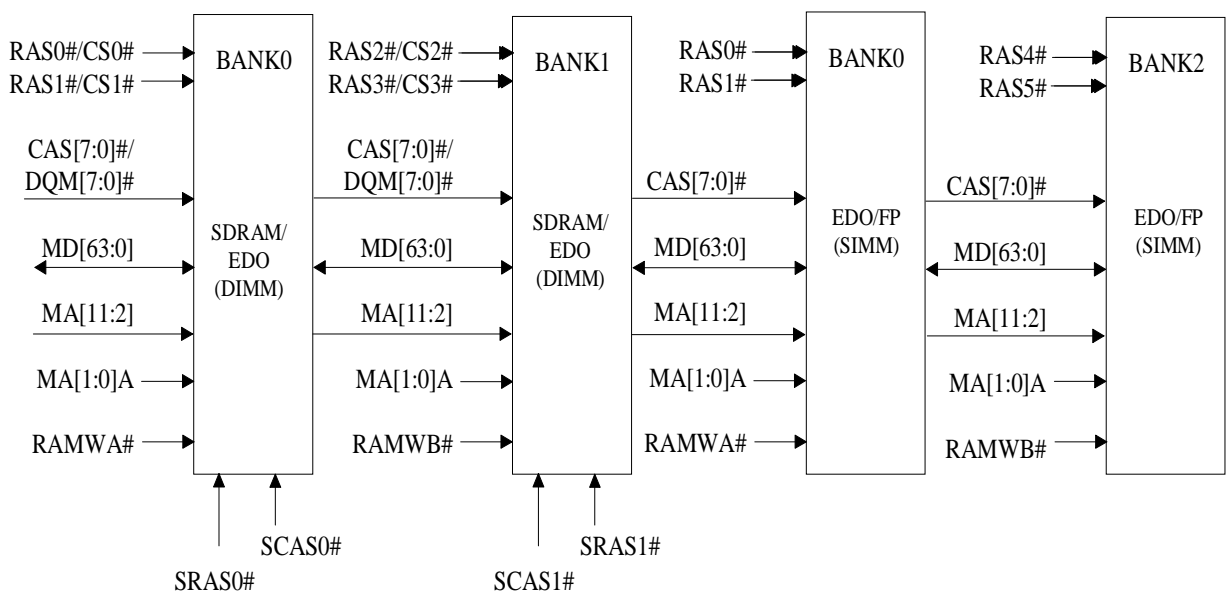 RAS0#/CS0#
RAS1#/CS1#
BANK0
CAS[7:0]#/
DQM[7:0]#
MD[63:0]
SDRAM/
EDO
(DIMM)
MA[11:2]
MA[1:0]A
RAMWA#
SCAS0#
SRAS0#
RAS2#/CS2#
RAS3#/CS3#
BANK1
CAS[7:0]#/
DQM[7:0]#
MD[63:0]
SDRAM/
EDO
(DIMM)
MA[11:2]
MA[1:0]A
RAMWB#
SRAS1#
SCAS1#
RAS0#
RAS1#
BANK0
CAS[7:0]#
EDO/FP
(SIMM)
MD[63:0]
MA[11:2]
MA[1:0]A
RAMWA#
RAS4#
RAS5#
BANK2
CAS[7:0]#
EDO/FP
(SIMM)
MD[63:0]
MA[11:2]
MA[1:0]A
RAMWB#